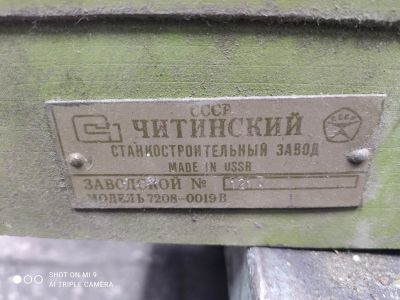 СССР
ЧИТИНСКИЙ
СТАНКОСТРОИТЕЛЬНЫЙ ЗАВОД
MADE IN USSR
ЗАВОДСКОЙ №
МОДЕЛЬ 7208-0019В
SHOT ON MI 9
AI TRIPLE CAMERA